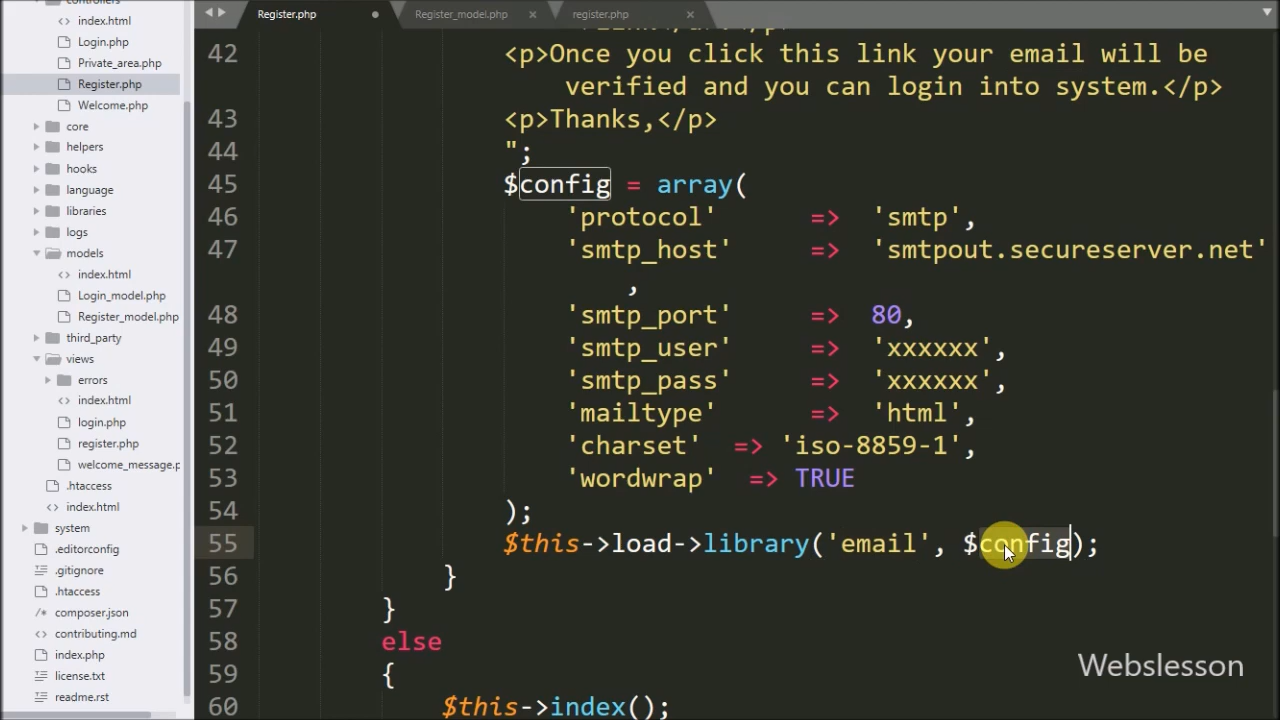 controllers
index.html
Login.php
Private_area.php
Register.php
Welcome.php
core
helpers
hooks
language
libraries
logs
models
index.html
Login_model.php
Register_model.php
third_party
views
errors
index.html
login.php
register.php
welcome_message.p
.htaccess
index.html
system
.editorconfig
.gitignore
.htaccess
composer.json
contributing.md
index.php
license.txt
readme.rst
Register.php Register_model.php register.php
42 <p>Once you click this link your email will be
verified and you can login into system.</p>
43 <p>Thanks,</p>
44 ";
45 $config = array(
46 'protocol' => 'smtp',
47 'smtp_host' => 'smtpout.secureserver.net'
,
48 'smtp_port' => 80,
49 'smtp_user' => 'xxxxxx',
50 'smtp_pass' => 'xxxxxx',
51 'mailtype' => 'html',
52 'charset' => 'iso-8859-1',
53 'wordwrap' => TRUE
54 );
55 $this->load->library('email', $config);
56 }
57 }
58 else
59 {
60 $this->index();
Webslesson